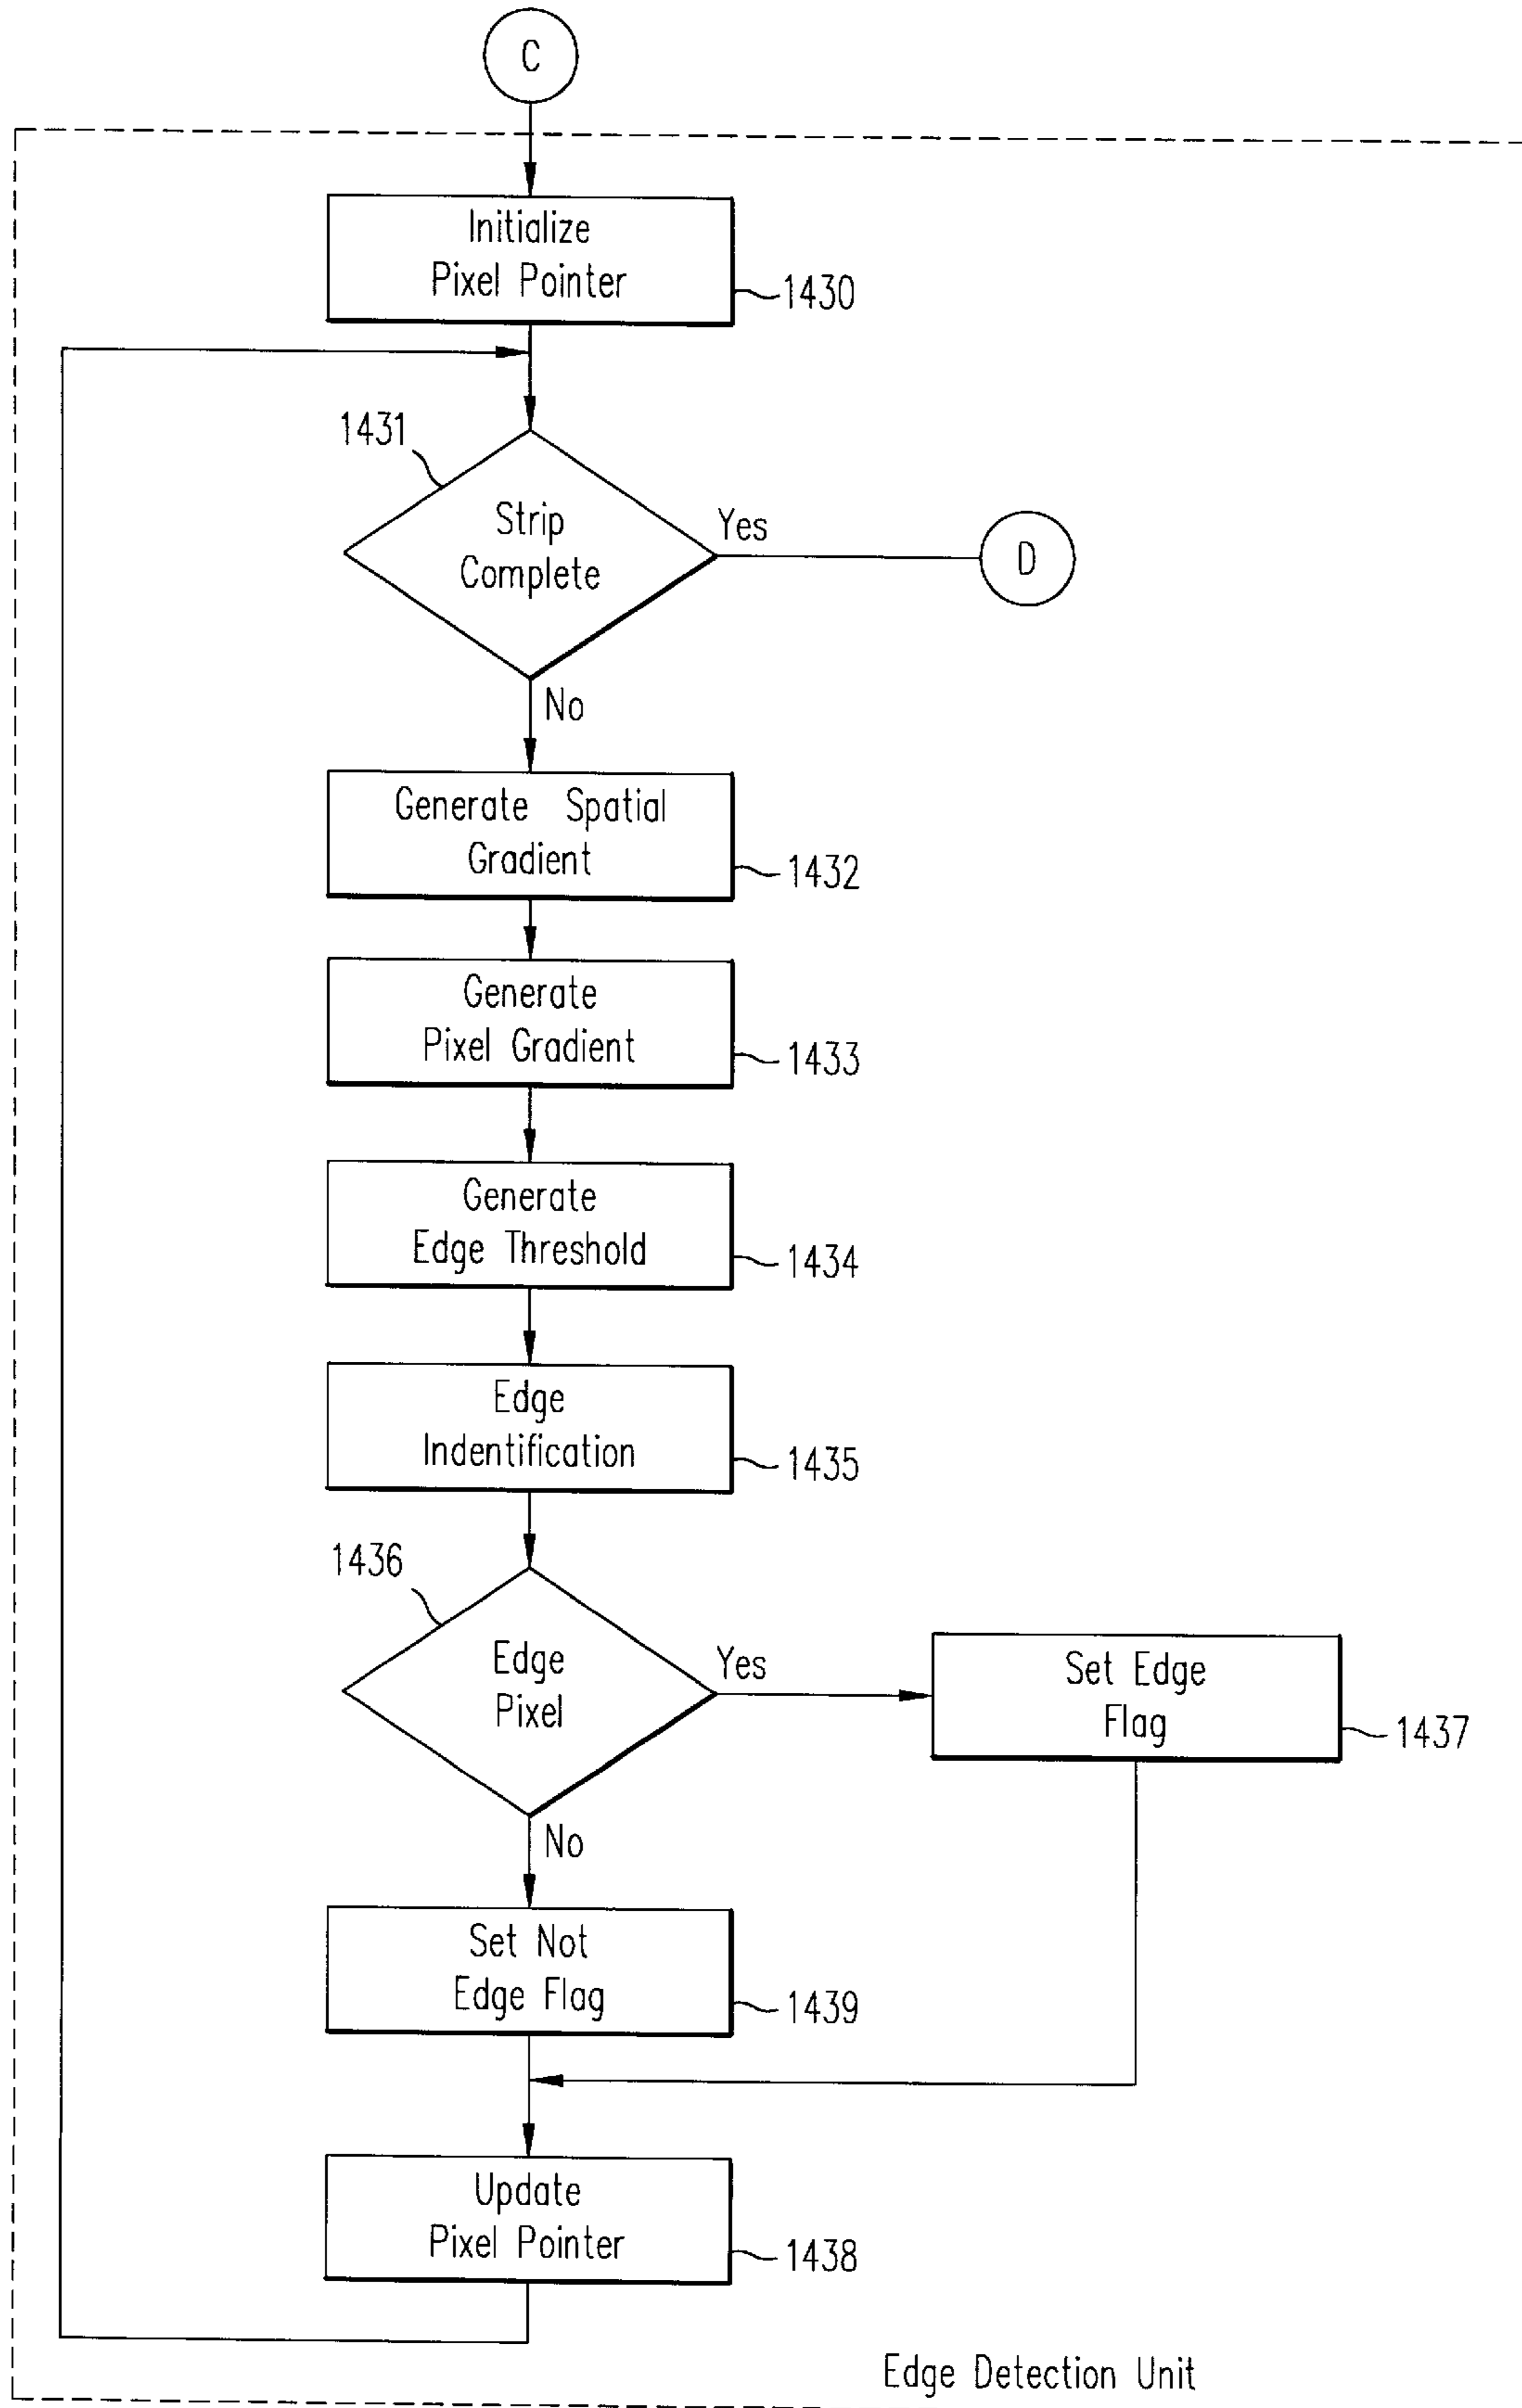 C
Initialize
Pixel Pointer
1430
1431
Strip
Complete
Yes
D
No
Generate Spatial
Gradient
1432
Generate
Pixel Gradient
1433
Generate
Edge Threshold
1434
Edge
Indentification
1435
1436
Edge
Pixel
Yes
Set Edge
Flag
1437
No
Set Not
Edge Flag
1439
Update
Pixel Pointer
1438
Edge Detection Unit